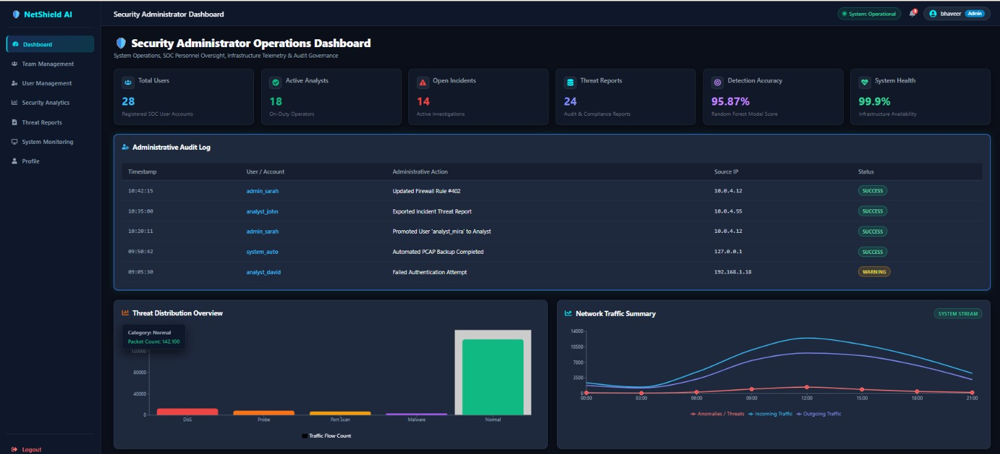 NetShield AI
Security Administrator Dashboard
System: Operational
bhaveer Admin
Dashboard
Team Management
User Management
Security Analytics
Threat Reports
System Monitoring
Profile
Logout
Security Administrator Operations Dashboard
System Operations, SOC Personnel Oversight, Infrastructure Telemetry & Audit Governance
Total Users
28
Registered SOC User Accounts
Active Analysts
18
On-Duty Operators
Open Incidents
14
Active Investigations
Threat Reports
24
Audit & Compliance Reports
Detection Accuracy
95.87%
Random Forest Model Score
System Health
99.9%
Infrastructure Availability
Administrative Audit Log
Timestamp User / Account Administrative Action Source IP Status
10:42:15 admin_sarah Updated Firewall Rule #402 10.0.4.12 SUCCESS
10:35:00 analyst_john Exported Incident Threat Report 10.0.4.55 SUCCESS
10:20:11 admin_sarah Promoted User 'analyst_mira' to Analyst 10.0.4.12 SUCCESS
09:50:42 system_auto Automated PCAP Backup Completed 127.0.0.1 SUCCESS
09:05:30 analyst_david Failed Authentication Attempt 192.168.1.18 WARNING
Threat Distribution Overview
Category: Normal
Packet Count: 142,100
120000
80000
40000
0
DoS Probe Port Scan Malware Normal
Traffic Flow Count
Network Traffic Summary
SYSTEM STREAM
14000
10500
7000
3500
0
00:00 03:00 06:00 09:00 12:00 15:00 18:00 21:00
Anomalies / Threats Incoming Traffic Outgoing Traffic